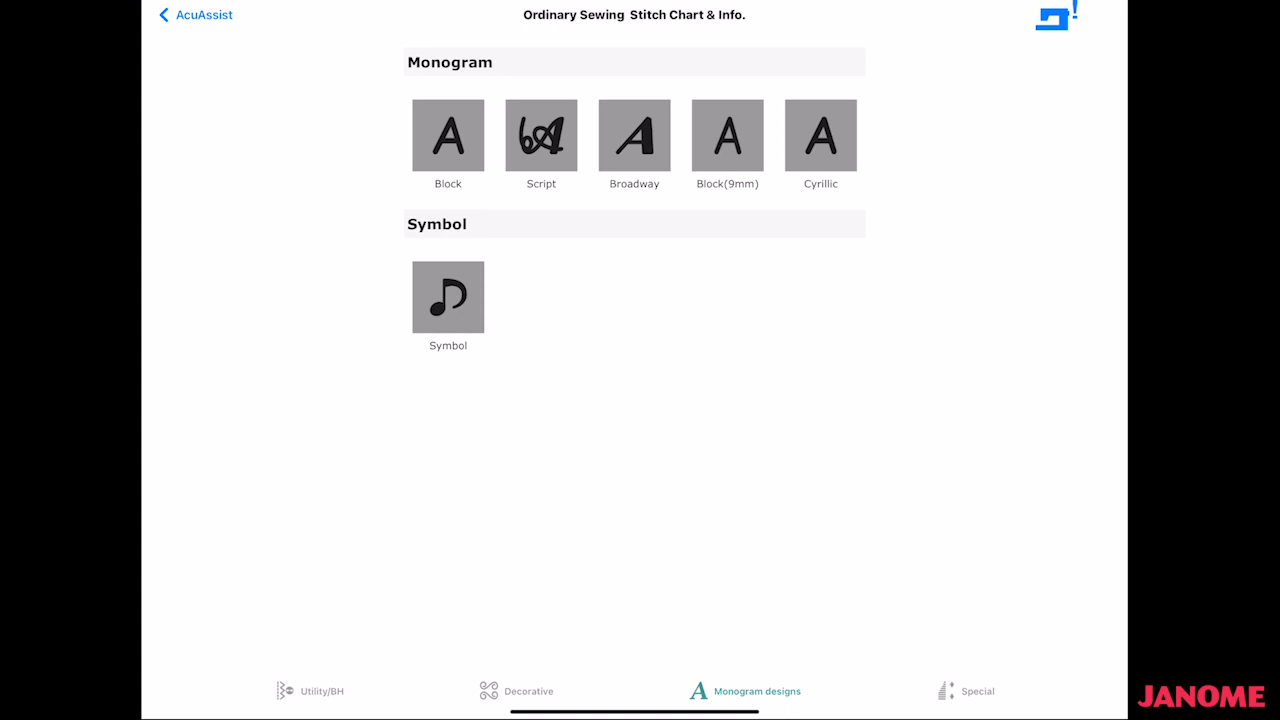 AcuAssist
Ordinary Sewing Stitch Chart & Info.
Monogram
A
A
A
A
A
Block
Script
Broadway
Block(9mm)
Cyrillic
Symbol
Symbol
Utility/BH
Decorative
A Monogram designs
Special
JANOME